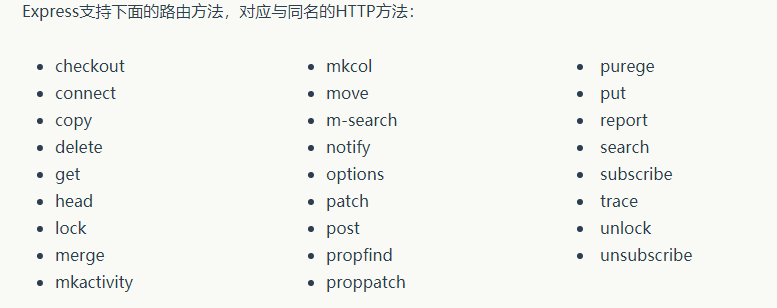 Express支持下面的路由方法，对应与同名的HTTP方法：
checkout
connect
copy
delete
get
head
lock
merge
mkactivity
mkcol
move
m-search
notify
options
patch
post
propfind
proppatch
purege
put
report
search
subscribe
trace
unlock
unsubscribe